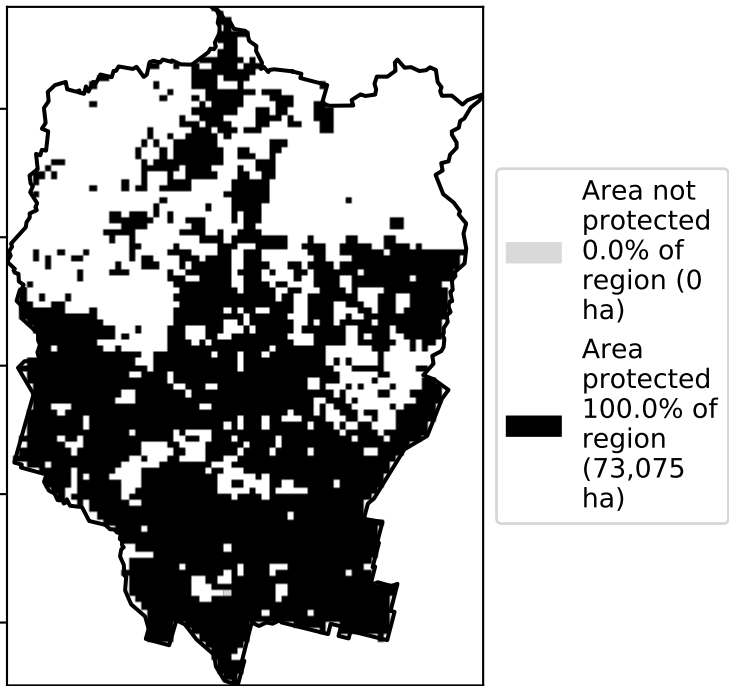 Area not
protected
0.0% of
region (0
ha)
Area
protected
100.0% of
region
(73,075
ha)